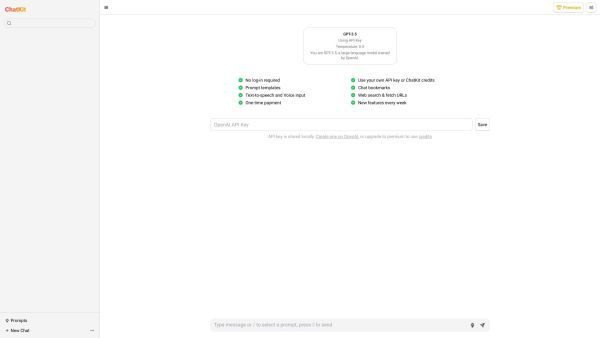 ChatKit
Premium
GPT-3.5
Using API Key
Temperature: 0.5
You are GPT-3.5 a large language model trained
by OpenAI
No log-in required
Prompt templates
Text-to-speech and Voice input
One-time payment
Use your own API key or ChatKit credits
Chat bookmarks
Web search & fetch URLs
New features every week
OpenAI API Key
Save
API key is stored locally. Create one on OpenAI, or upgrade to premium to use credits
Prompts
+ New Chat
Type message or / to select a prompt, press to send